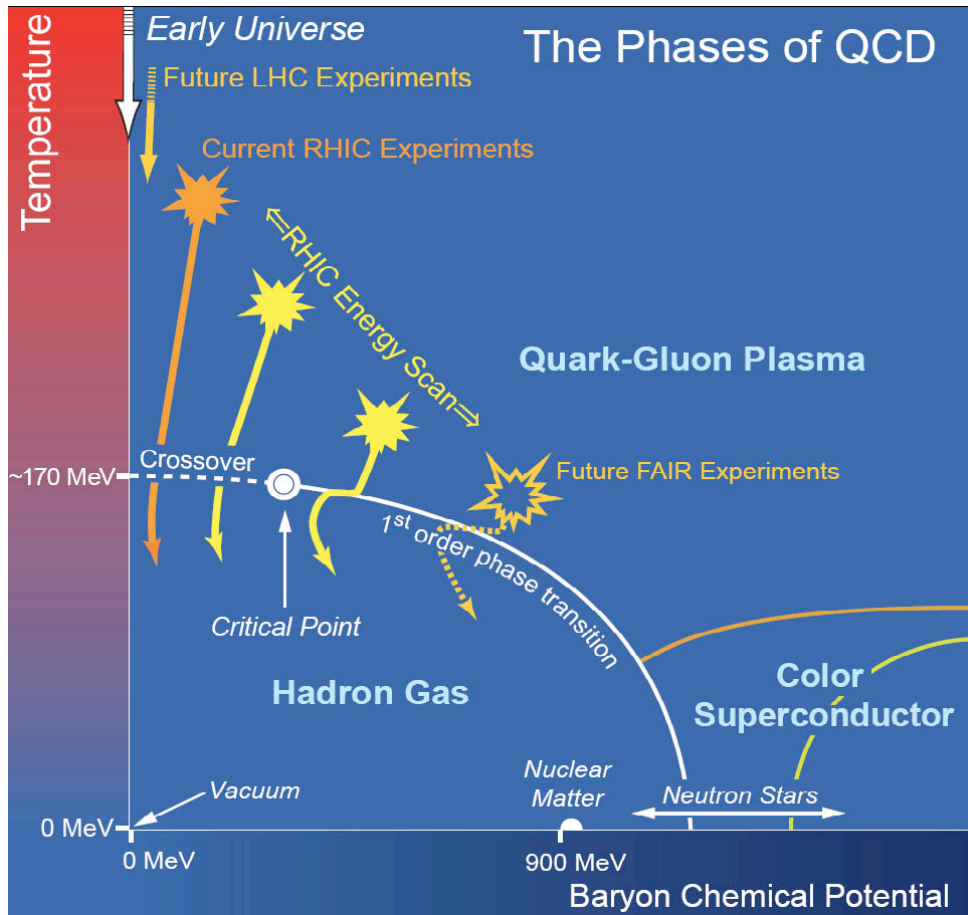 Temperature
Early Universe
The Phases of QCD
Future LHC Experiments
Current RHIC Experiments
⇐RHIC Energy Scan⇒
Quark-Gluon Plasma
~170 MeV
Crossover
Future FAIR Experiments
1st order phase transition
Critical Point
Hadron Gas
Color
Superconductor
Vacuum
Nuclear
Matter
Neutron Stars
0 MeV
0 MeV
900 MeV
Baryon Chemical Potential